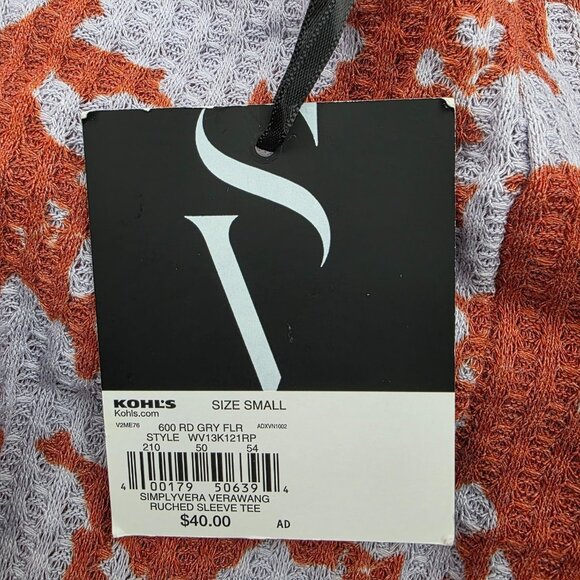 SV
KOHL'S SIZE SMALL
Kohls.com
V2ME76 600 RD GRY FLR ADXVN1002
STYLE WV13K121RP
210 50 54
4 00179 50639 4
SIMPLYVERA VERAWANG
RUCHED SLEEVE TEE
$40.00 AD